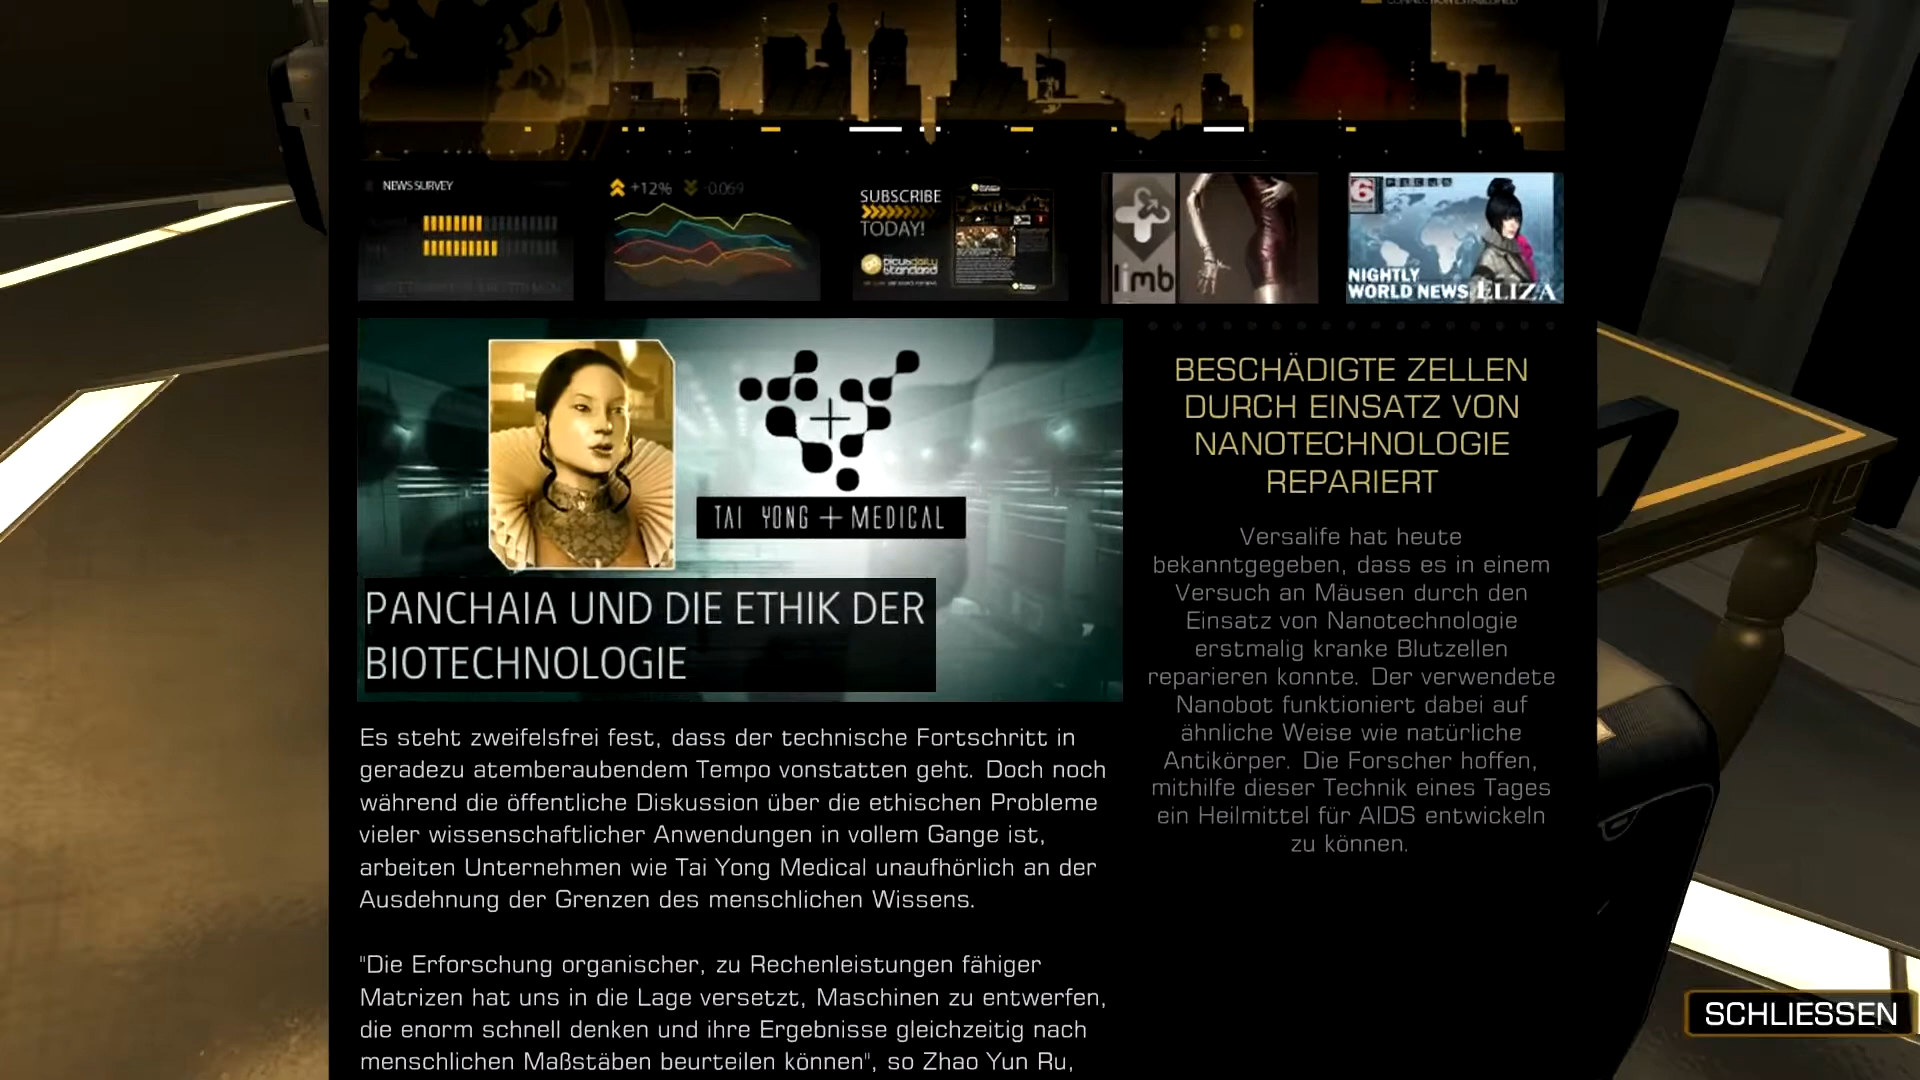 NEWS SURVEY
+12% -0.069
SUBSCRIBE
TODAY!
Picus daily
Standard
limb
6
NIGHTLY
WORLD NEWS ELIZA
TAI YONG + MEDICAL
PANCHAIA UND DIE ETHIK DER
BIOTECHNOLOGIE
Es steht zweifelsfrei fest, dass der technische Fortschritt in
geradezu atemberaubendem Tempo vonstatten geht. Doch noch
während die öffentliche Diskussion über die ethischen Probleme
vieler wissenschaftlicher Anwendungen in vollem Gange ist,
arbeiten Unternehmen wie Tai Yong Medical unaufhörlich an der
Ausdehnung der Grenzen des menschlichen Wissens.
"Die Erforschung organischer, zu Rechenleistungen fähiger
Matrizen hat uns in die Lage versetzt, Maschinen zu entwerfen,
die enorm schnell denken und ihre Ergebnisse gleichzeitig nach
menschlichen Maßstäben beurteilen können", so Zhao Yun Ru,
BESCHÄDIGTE ZELLEN
DURCH EINSATZ VON
NANOTECHNOLOGIE
REPARIERT
Versalife hat heute
bekanntgegeben, dass es in einem
Versuch an Mäusen durch den
Einsatz von Nanotechnologie
erstmalig kranke Blutzellen
reparieren konnte. Der verwendete
Nanobot funktioniert dabei auf
ähnliche Weise wie natürliche
Antikörper. Die Forscher hoffen,
mithilfe dieser Technik eines Tages
ein Heilmittel für AIDS entwickeln
zu können.
SCHLIESSEN